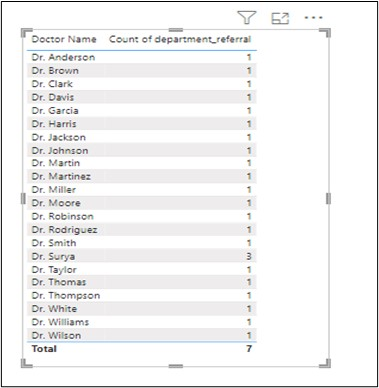 Doctor Name Count of department_referral
Dr. Anderson 1
Dr. Brown 1
Dr. Clark 1
Dr. Davis 1
Dr. Garcia 1
Dr. Harris 1
Dr. Jackson 1
Dr. Johnson 1
Dr. Martin 1
Dr. Martinez 1
Dr. Miller 1
Dr. Moore 1
Dr. Robinson 1
Dr. Rodriguez 1
Dr. Smith 1
Dr. Surya 3
Dr. Taylor 1
Dr. Thomas 1
Dr. Thompson 1
Dr. White 1
Dr. Williams 1
Dr. Wilson 1
Total 7